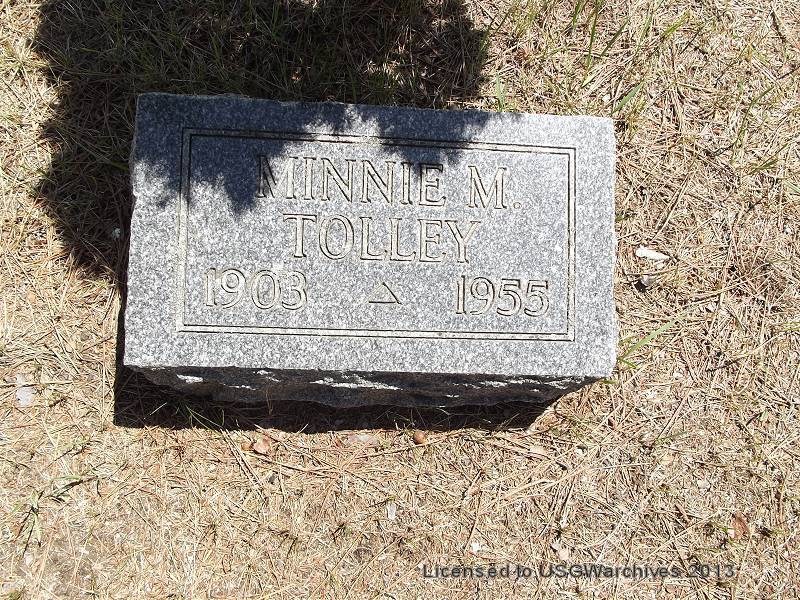 MINNIE M.
TOLLEY
1903 1955
Licensed to USGWarchives 2013